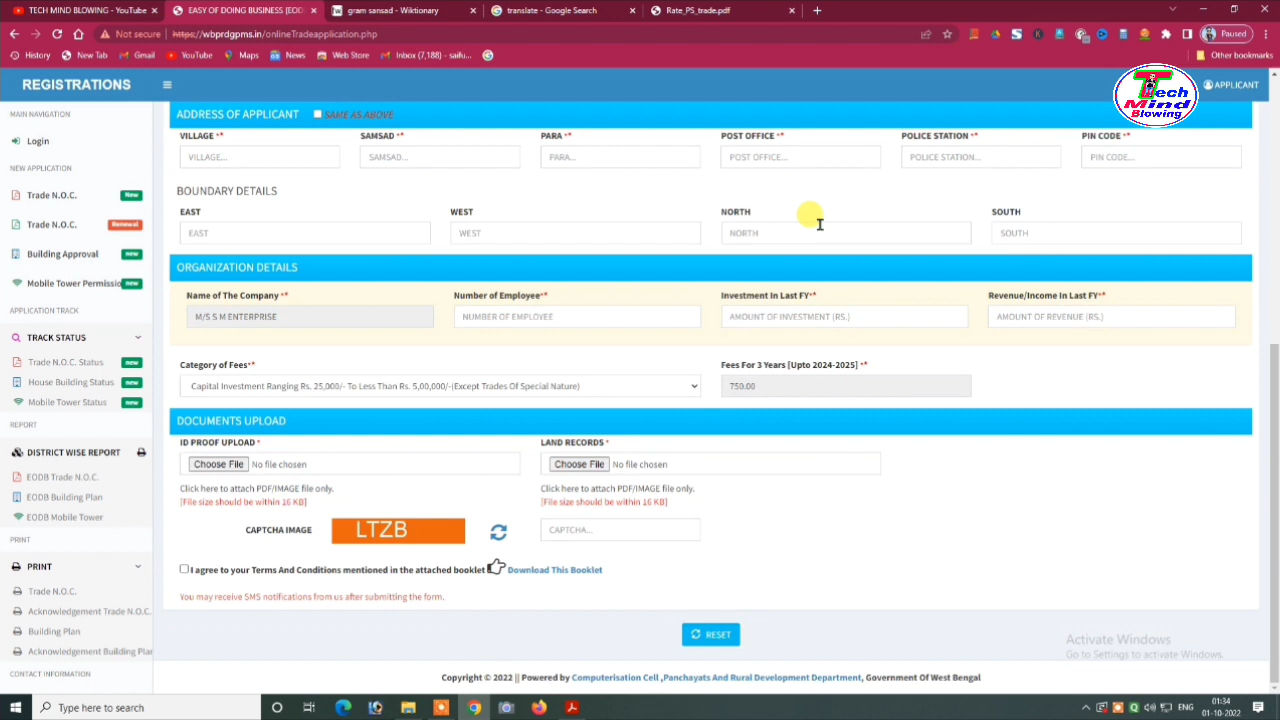 TECH MIND BLOWING - YouTube
EASY OF DOING BUSINESS [EOD
gram sansad - Wiktionary
translate - Google Search
Rate_PS_trade.pdf
Not secure
https://wbprdgpms.in/onlineTradeapplication.php
Paused
History
New Tab
Gmail
YouTube
Maps
News
Web Store
Inbox (7,188) - saifu...
Other bookmarks
REGISTRATIONS
APPLICANT
Tech
Mind
Blowing
MAIN NAVIGATION
Login
NEW APPLICATION
Trade N.O.C.
New
Trade N.O.C.
Renewal
Building Approval
new
Mobile Tower Permissio
new
APPLICATION TRACK
TRACK STATUS
Trade N.O.C. Status
new
House Building Status
new
Mobile Tower Status
new
REPORT
DISTRICT WISE REPORT
EODB Trade N.O.C.
EODB Building Plan
EODB Mobile Tower
PRINT
PRINT
Trade N.O.C.
Acknowledgement Trade N.O.C.
Building Plan
Acknowledgement Building Plan
CONTACT INFORMATION
ADDRESS OF APPLICANT
SAME AS ABOVE
VILLAGE **
SAMSAD **
PARA **
POST OFFICE **
POLICE STATION **
PIN CODE **
VILLAGE...
SAMSAD...
PARA...
POST OFFICE...
POLICE STATION...
PIN CODE...
BOUNDARY DETAILS
EAST
WEST
NORTH
SOUTH
EAST
WEST
NORTH
SOUTH
ORGANIZATION DETAILS
Name of The Company **
Number of Employee**
Investment In Last FY**
Revenue/Income In Last FY**
M/S S M ENTERPRISE
NUMBER OF EMPLOYEE
AMOUNT OF INVESTMENT (RS.)
AMOUNT OF REVENUE (RS.)
Category of Fees**
Fees For 3 Years [Upto 2024-2025] **
Capital Investment Ranging Rs. 25,000/- To Less Than Rs. 5,00,000/-(Except Trades Of Special Nature)
750.00
DOCUMENTS UPLOAD
ID PROOF UPLOAD *
LAND RECORDS *
Choose File No file chosen
Choose File No file chosen
Click here to attach PDF/IMAGE file only.
Click here to attach PDF/IMAGE file only.
[File size should be within 16 KB]
[File size should be within 16 KB]
CAPTCHA IMAGE
LTZB
CAPTCHA...
I agree to your Terms And Conditions mentioned in the attached booklet
Download This Booklet
You may receive SMS notifications from us after submitting the form.
RESET
Activate Windows
Go to Settings to activate Windows.
Copyright © 2022 || Powered by Computerisation Cell ,Panchayats And Rural Development Department, Government Of West Bengal
Type here to search
ENG
01:34
01-10-2022